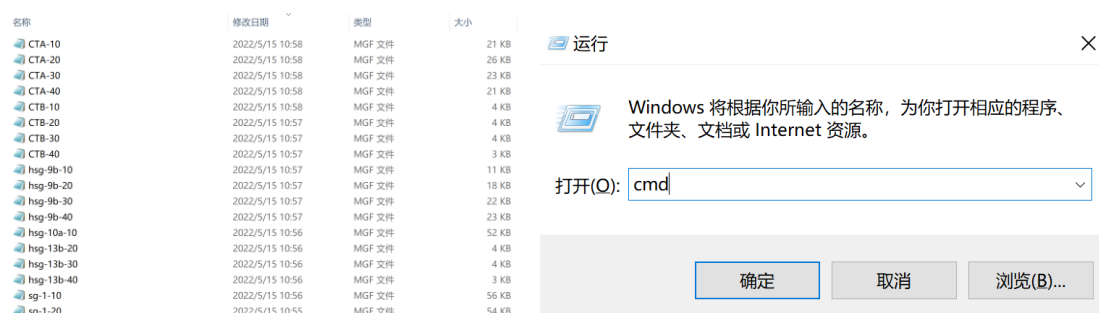 名称 修改日期 类型 大小
CTA-10 2022/5/15 10:58 MGF 文件 21 KB
CTA-20 2022/5/15 10:58 MGF 文件 26 KB
CTA-30 2022/5/15 10:58 MGF 文件 23 KB
CTA-40 2022/5/15 10:58 MGF 文件 21 KB
CTB-10 2022/5/15 10:58 MGF 文件 4 KB
CTB-20 2022/5/15 10:57 MGF 文件 4 KB
CTB-30 2022/5/15 10:57 MGF 文件 4 KB
CTB-40 2022/5/15 10:57 MGF 文件 3 KB
hsg-9b-10 2022/5/15 10:57 MGF 文件 11 KB
hsg-9b-20 2022/5/15 10:57 MGF 文件 18 KB
hsg-9b-30 2022/5/15 10:57 MGF 文件 22 KB
hsg-9b-40 2022/5/15 10:57 MGF 文件 23 KB
hsg-10a-10 2022/5/15 10:56 MGF 文件 52 KB
hsg-13b-20 2022/5/15 10:56 MGF 文件 4 KB
hsg-13b-30 2022/5/15 10:56 MGF 文件 4 KB
hsg-13b-40 2022/5/15 10:56 MGF 文件 3 KB
sg-1-10 2022/5/15 10:56 MGF 文件 56 KB
sg-1-20 2022/5/15 10:55 MGF 文件 54 KB
运行
Windows 将根据你所输入的名称，为你打开相应的程序、
文件夹、文档或 Internet 资源。
打开(O): cmd
确定 取消 浏览(B)...